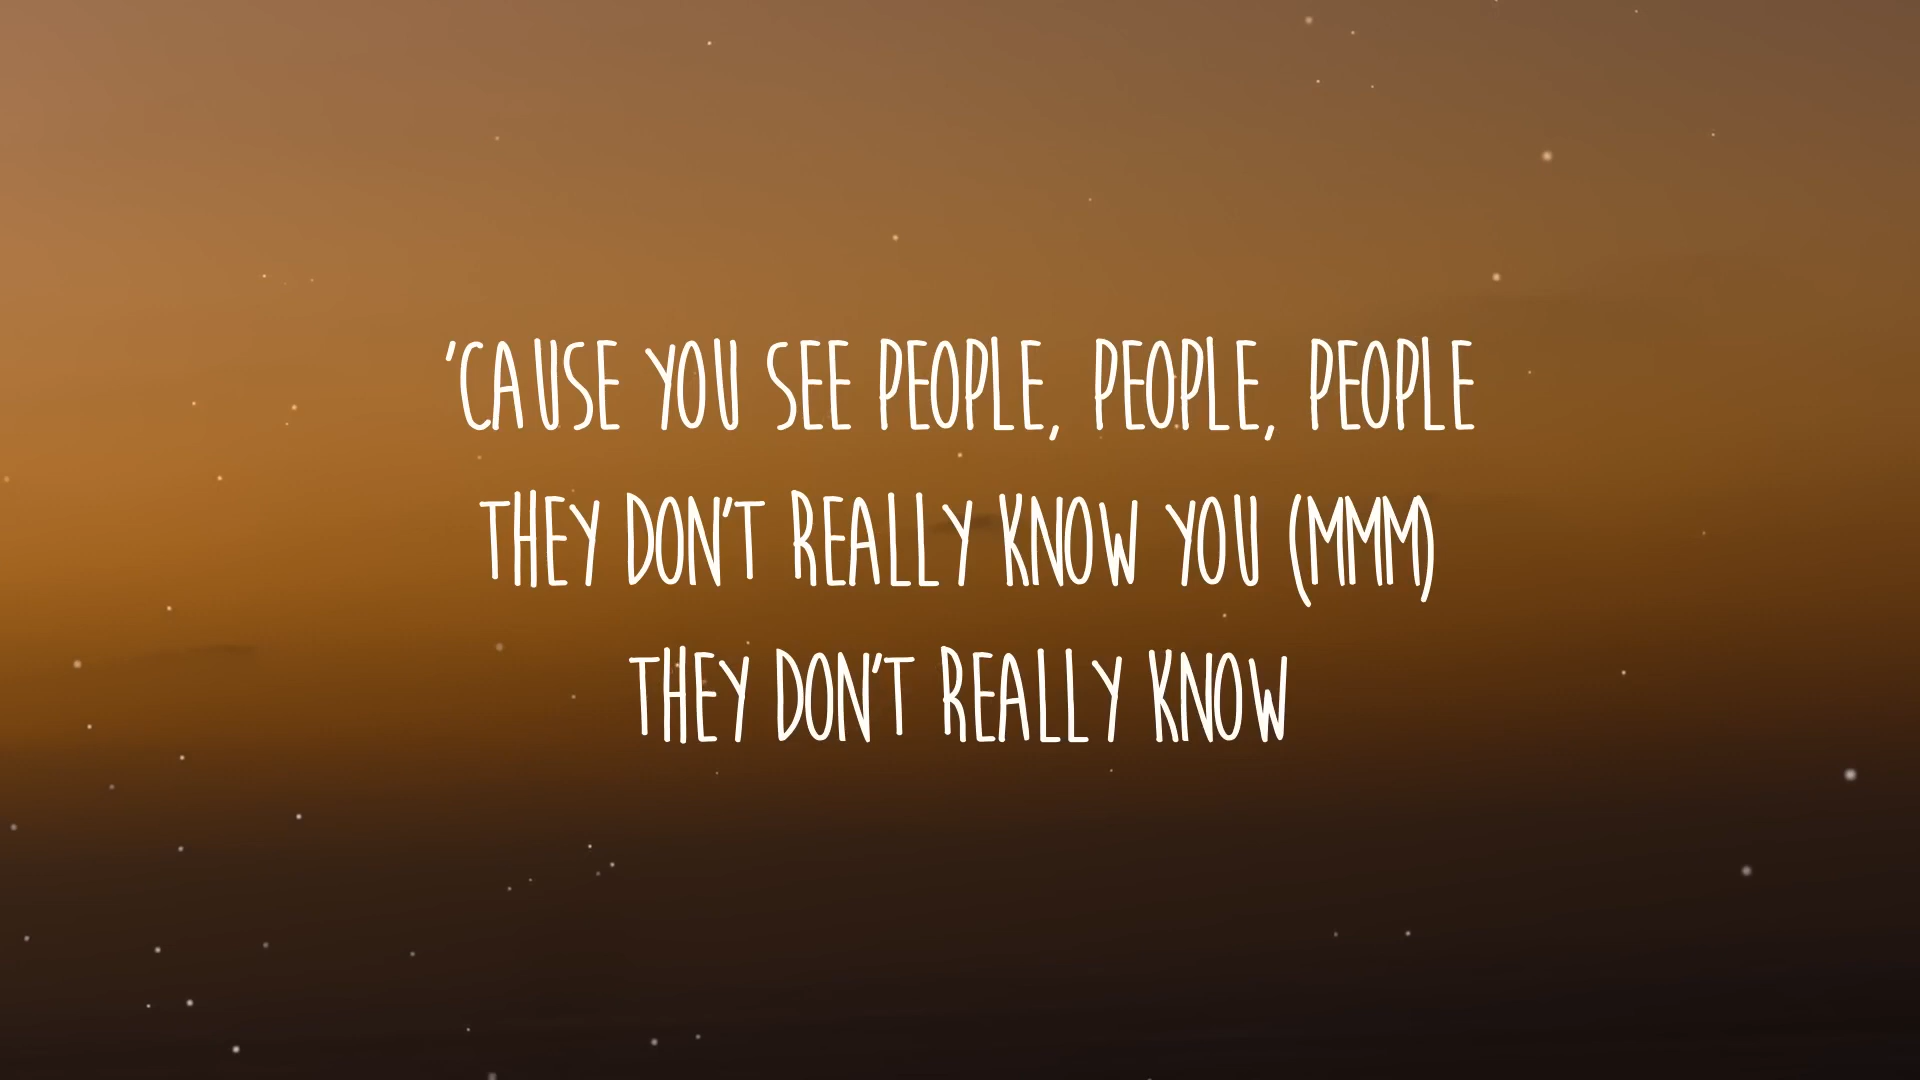 'CAUSE YOU SEE PEOPLE, PEOPLE, PEOPLE
THEY DON'T REALLY KNOW YOU (MMM)
THEY DON'T REALLY KNOW